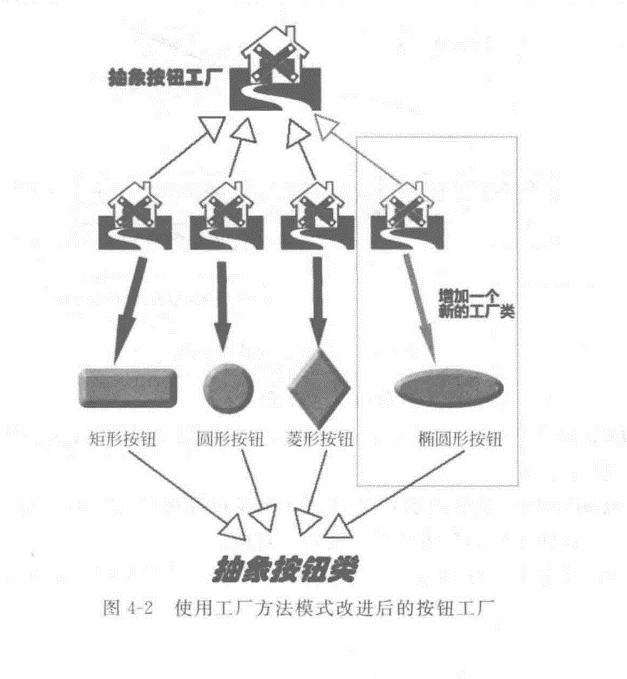 抽象按钮工厂
增加一个
新的工厂类
矩形按钮
圆形按钮
菱形按钮
椭圆形按钮
抽象按钮类
图 4-2 使用工厂方法模式改进后的按钮工厂